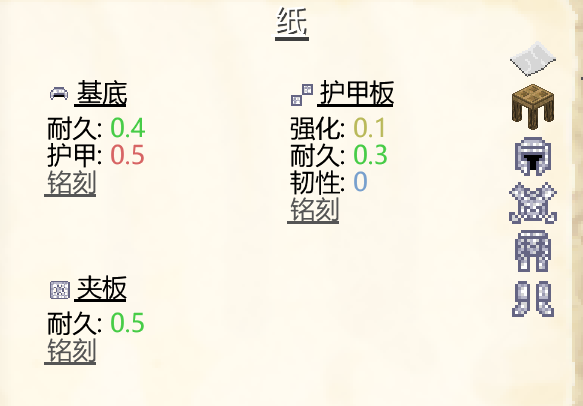 纸
基底
耐久: 0.4
护甲: 0.5
铭刻
护甲板
强化: 0.1
耐久: 0.3
韧性: 0
铭刻
夹板
耐久: 0.5
铭刻